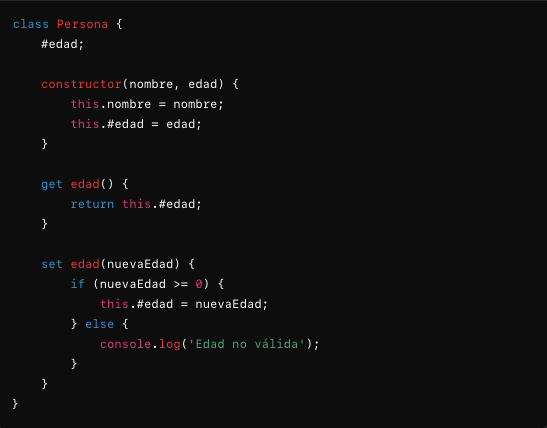 class Persona {
    #edad;

    constructor(nombre, edad) {
        this.nombre = nombre;
        this.#edad = edad;
    }

    get edad() {
        return this.#edad;
    }

    set edad(nuevaEdad) {
        if (nuevaEdad >= 0) {
            this.#edad = nuevaEdad;
        } else {
            console.log('Edad no válida');
        }
    }
}